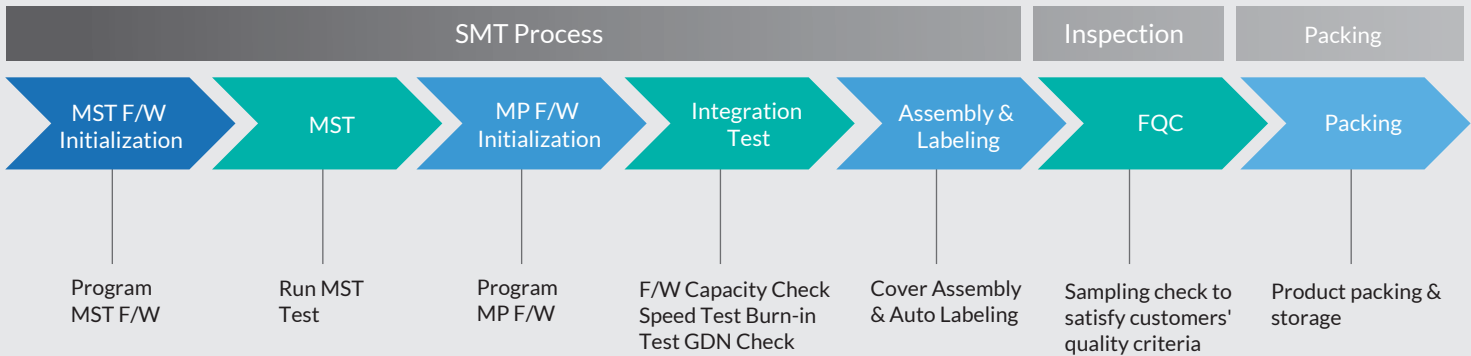 SMT Process
Inspection
Packing
MST F/W
Initialization
MST
MP F/W
Initialization
Integration
Test
Assembly &
Labeling
FQC
Packing
Program
MST F/W
Run MST
Test
Program
MP F/W
F/W Capacity Check
Speed Test Burn-in
Test GDN Check
Cover Assembly
& Auto Labeling
Sampling check to
satisfy customers'
quality criteria
Product packing &
storage